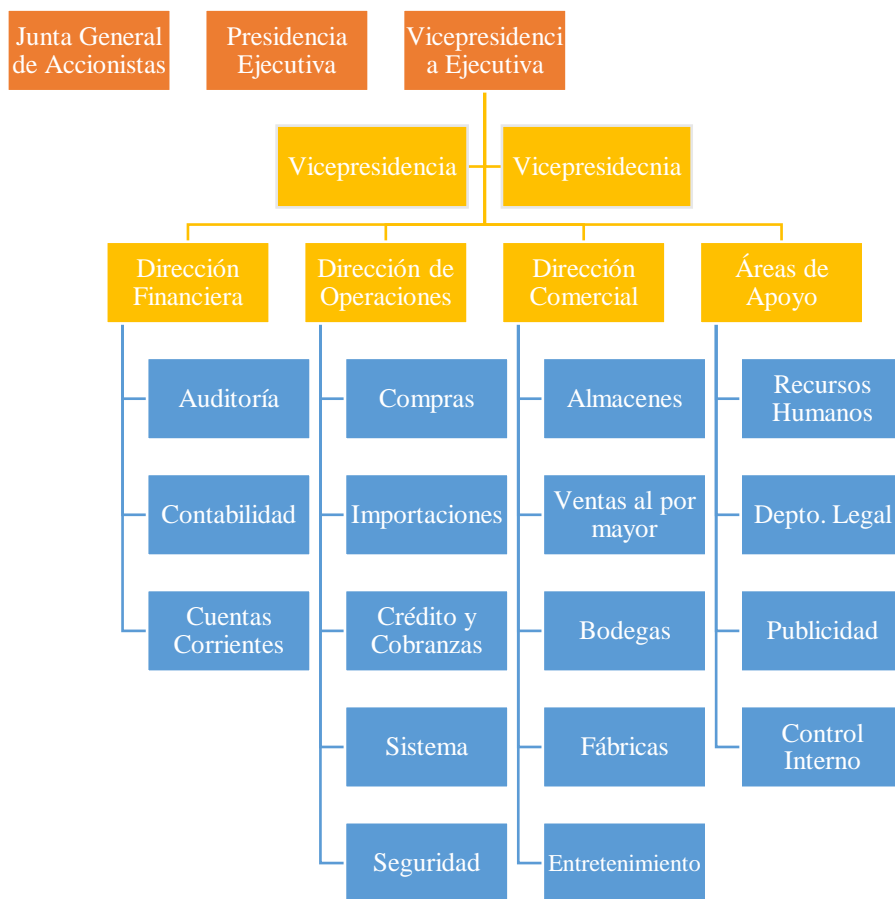 Junta General
de Accionistas
Presidencia
Ejecutiva
Vicepresidenci
a Ejecutiva
Vicepresidencia
Vicepresidecnia
Dirección
Financiera
Dirección de
Operaciones
Dirección
Comercial
Áreas de
Apoyo
Auditoría
Contabilidad
Cuentas
Corrientes
Compras
Importaciones
Crédito y
Cobranzas
Sistema
Seguridad
Almacenes
Ventas al por
mayor
Bodegas
Fábricas
Entretenimiento
Recursos
Humanos
Depto. Legal
Publicidad
Control
Interno